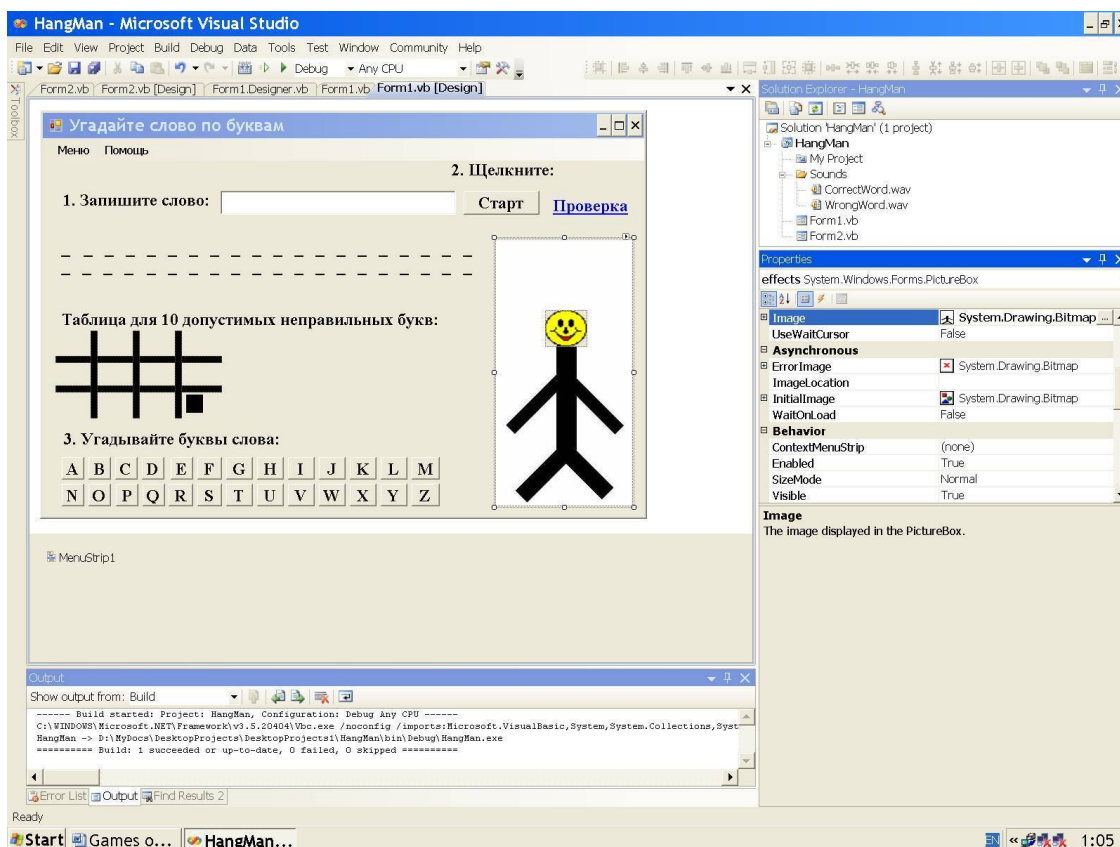 HangMan - Microsoft Visual Studio
File Edit View Project Build Debug Data Tools Test Window Community Help
Debug Any CPU
Form2.vb Form2.vb [Design] Form1.Designer.vb Form1.vb Form1.vb [Design]
Toolbox
Угадайте слово по буквам
Меню Помощь
2. Щелкните:
1. Запишите слово: Старт Проверка
Таблица для 10 допустимых неправильных букв:
3. Угадывайте буквы слова:
A B C D E F G H I J K L M
N O P Q R S T U V W X Y Z
MenuStrip1
Solution Explorer - HangMan
Solution 'HangMan' (1 project)
HangMan
My Project
Sounds
CorrectWord.wav
WrongWord.wav
Form1.vb
Form2.vb
Properties
effects System.Windows.Forms.PictureBox
Image System.Drawing.Bitmap ...
UseWaitCursor False
Asynchronous
ErrorImage System.Drawing.Bitmap
ImageLocation
InitialImage System.Drawing.Bitmap
WaitOnLoad False
Behavior
ContextMenuStrip (none)
Enabled True
SizeMode Normal
Visible True
Image
The image displayed in the PictureBox.
Output
Show output from: Build
------ Build started: Project: HangMan, Configuration: Debug Any CPU ------
C:\WINDOWS\Microsoft.NET\Framework\v3.5.20404\Vbc.exe /noconfig /imports:Microsoft.VisualBasic,System,System.Collections,Syst
HangMan -> D:\MyDocs\DesktopProjects\DesktopProjects1\HangMan\bin\Debug\HangMan.exe
========== Build: 1 succeeded or up-to-date, 0 failed, 0 skipped ==========
Error List Output Find Results 2
Ready
Start Games o... HangMan... EN « 1:05